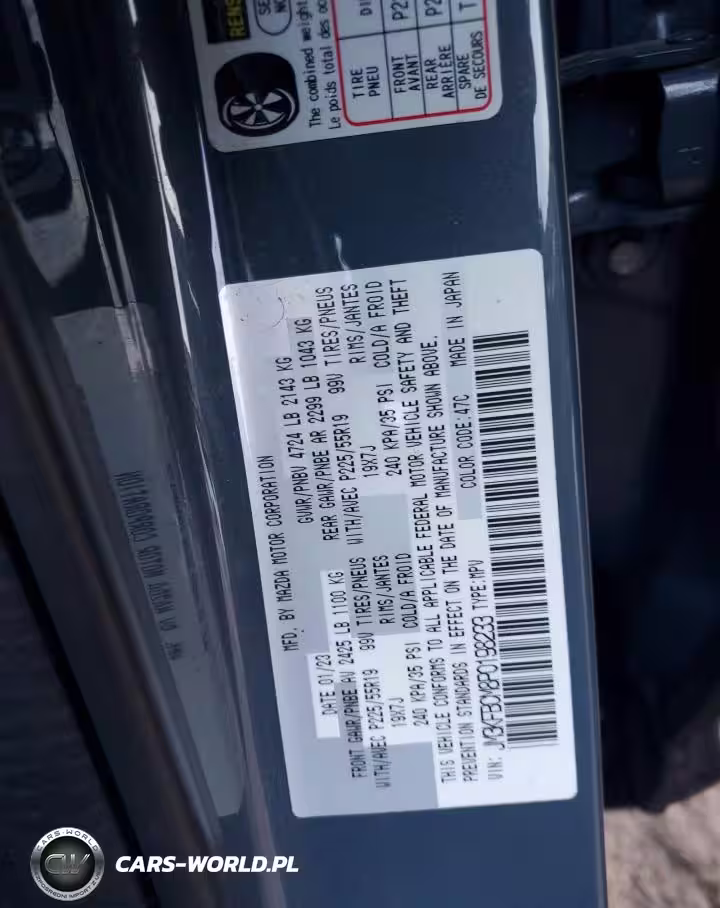 The combined weight
Le poids total des
TIRE
PNEU
FRONT
AVANT
REAR
ARRIÈRE
SPARE
DE SECOURS
MFD. BY MAZDA MOTOR CORPORATION
DATE 01/23 GVWR/PNBV 4724 LB 2143 KG
FRONT GAWR/PNBE AV 2425 LB 1100 KG REAR GAWR/PNBE AR 2299 LB 1043 KG
WITH/AVEC P225/55R19 99V TIRES/PNEUS WITH/AVEC P225/55R19 99V TIRES/PNEUS
19X7J RIMS/JANTES 19X7J RIMS/JANTES
240 KPA/35 PSI COLD/A FROID 240 KPA/35 PSI COLD/A FROID
THIS VEHICLE CONFORMS TO ALL APPLICABLE FEDERAL MOTOR VEHICLE SAFETY AND THEFT
PREVENTION STANDARDS IN EFFECT ON THE DATE OF MANUFACTURE SHOWN ABOVE.
VIN: JM3KFBCM8P0198233 TYPE:MPV COLOR CODE:47C MADE IN JAPAN
CARS-WORLD
CW
CARS-WORLD.PL